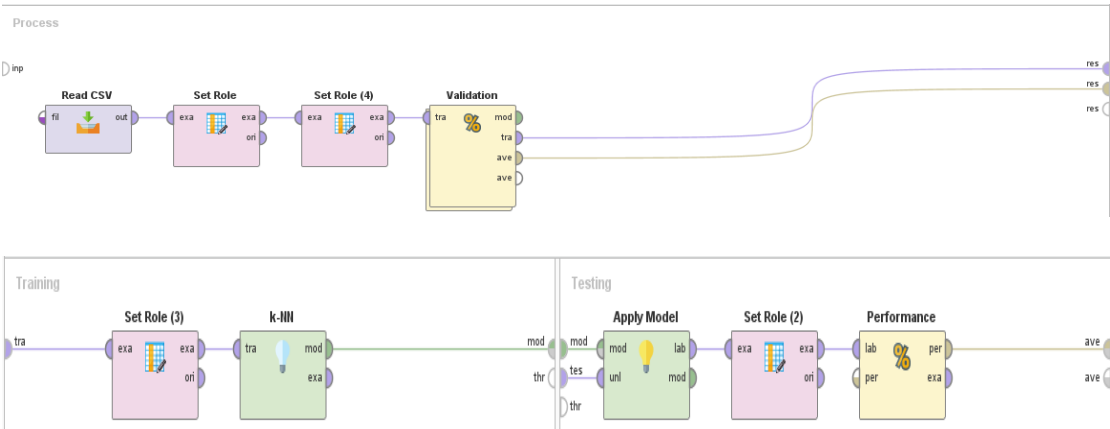 Process
inp
res
res
res
Read CSV
fil
out
Set Role
exa
exa
ori
Set Role (4)
exa
exa
ori
Validation
tra
mod
tra
ave
ave
Training
tra
Set Role (3)
exa
exa
ori
k-NN
tra
mod
exa
mod
thr
Testing
mod
tes
thr
Apply Model
mod
lab
unl
mod
Set Role (2)
exa
exa
ori
Performance
lab
per
per
exa
ave
ave